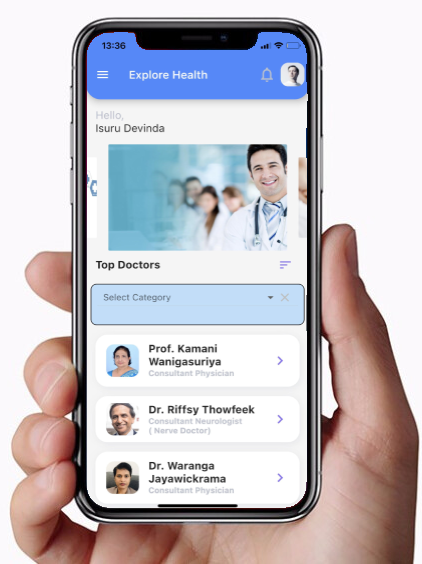 13:36
Explore Health
Hello,
Isuru Devinda
Top Doctors
Select Category
Prof. Kamani
Wanigasuriya
Consultant Physician
Dr. Riffsy Thowfeek
Consultant Neurologist
( Nerve Doctor)
Dr. Waranga
Jayawickrama
Consultant Physician